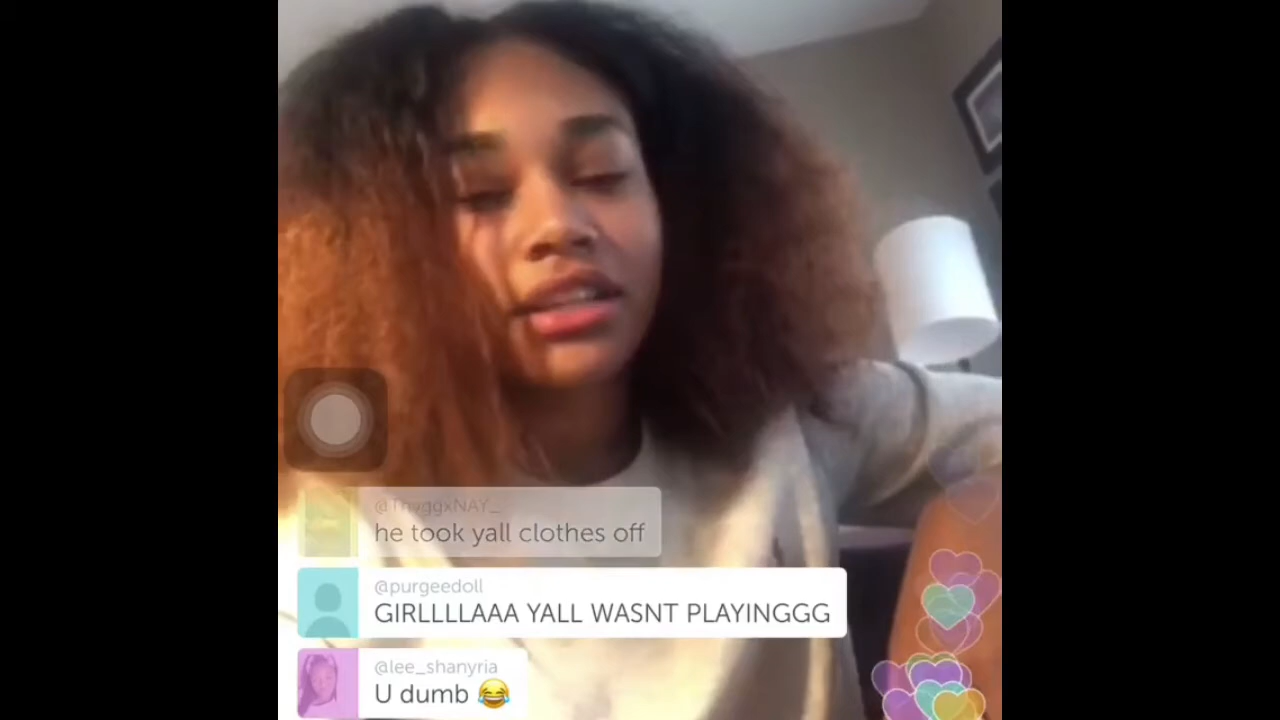 he took yall clothes off
@purgeedoll
GIRLLLLAAA YALL WASNT PLAYINGGG
@lee_shanyria
U dumb 😂